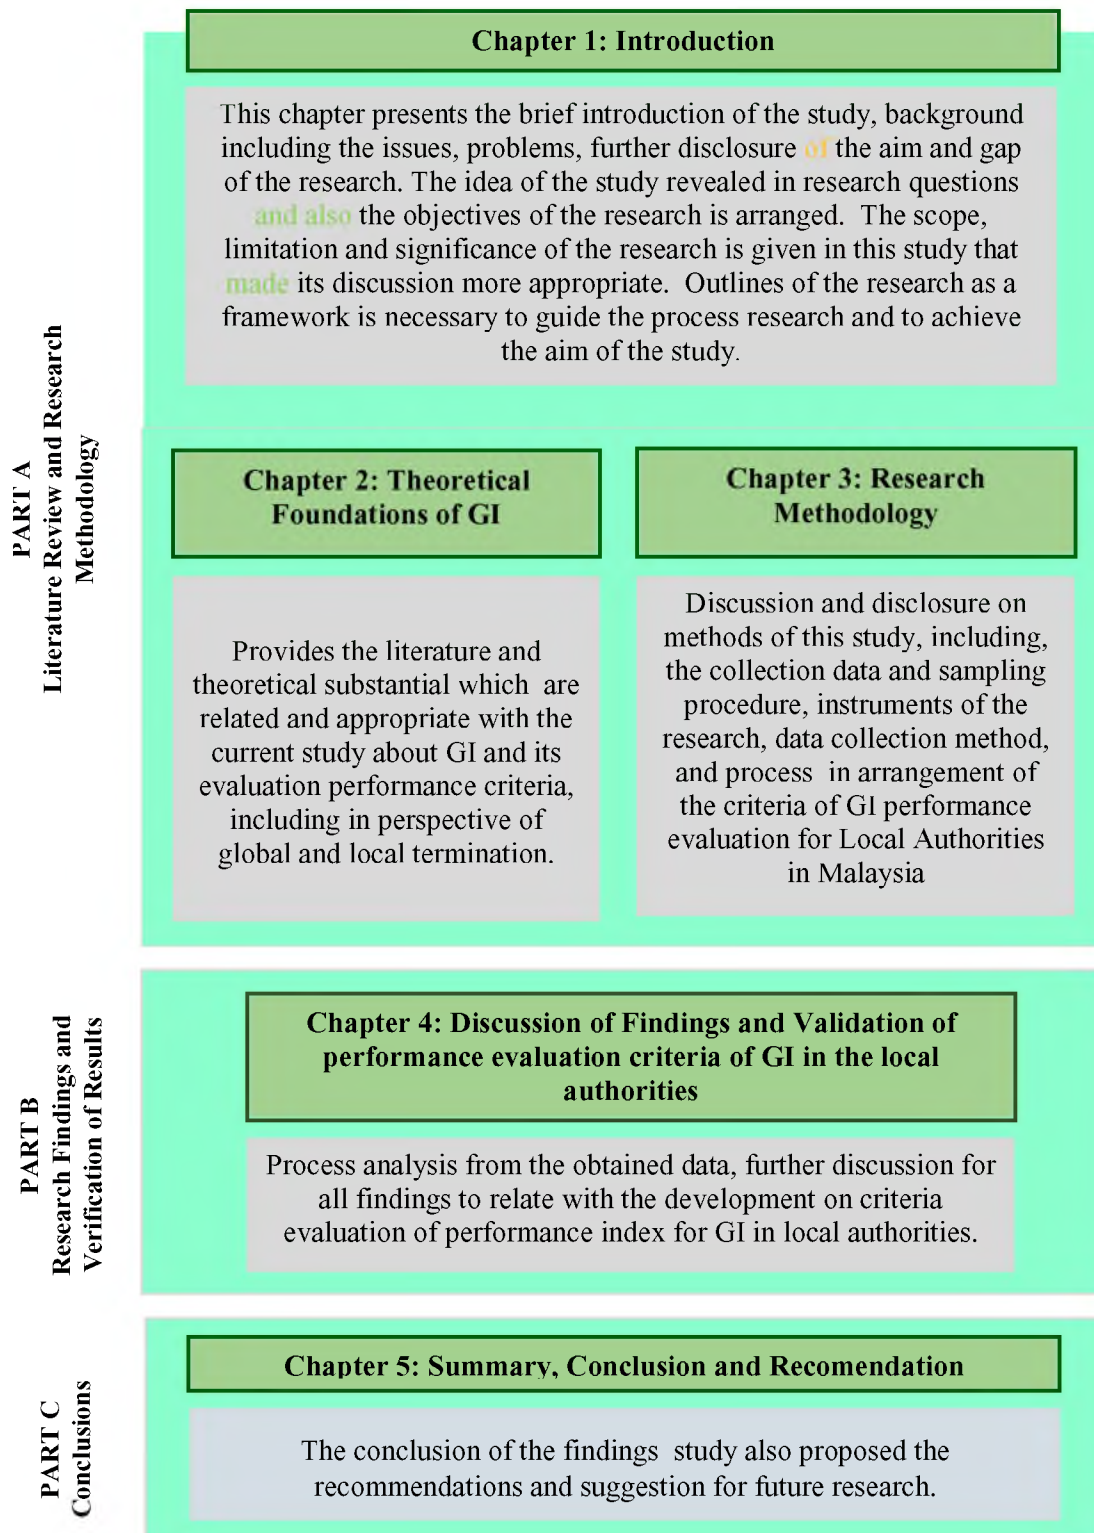 Chapter 1: Introduction
This chapter presents the brief introduction of the study, background
including the issues, problems, further disclosure of the aim and gap
of the research. The idea of the study revealed in research questions
and also the objectives of the research is arranged. The scope,
limitation and significance of the research is given in this study that
made its discussion more appropriate. Outlines of the research as a
framework is necessary to guide the process research and to achieve
the aim of the study.
PART A
Literature Review and Research
Methodology
Chapter 2: Theoretical
Foundations of GI
Provides the literature and
theoretical substantial which are
related and appropriate with the
current study about GI and its
evaluation performance criteria,
including in perspective of
global and local termination.
Chapter 3: Research
Methodology
Discussion and disclosure on
methods of this study, including,
the collection data and sampling
procedure, instruments of the
research, data collection method,
and process in arrangement of
the criteria of GI performance
evaluation for Local Authorities
in Malaysia
PART B
Research Findings and
Verification of Results
Chapter 4: Discussion of Findings and Validation of
performance evaluation criteria of GI in the local
authorities
Process analysis from the obtained data, further discussion for
all findings to relate with the development on criteria
evaluation of performance index for GI in local authorities.
PART C
Conclusions
Chapter 5: Summary, Conclusion and Recomendation
The conclusion of the findings study also proposed the
recommendations and suggestion for future research.